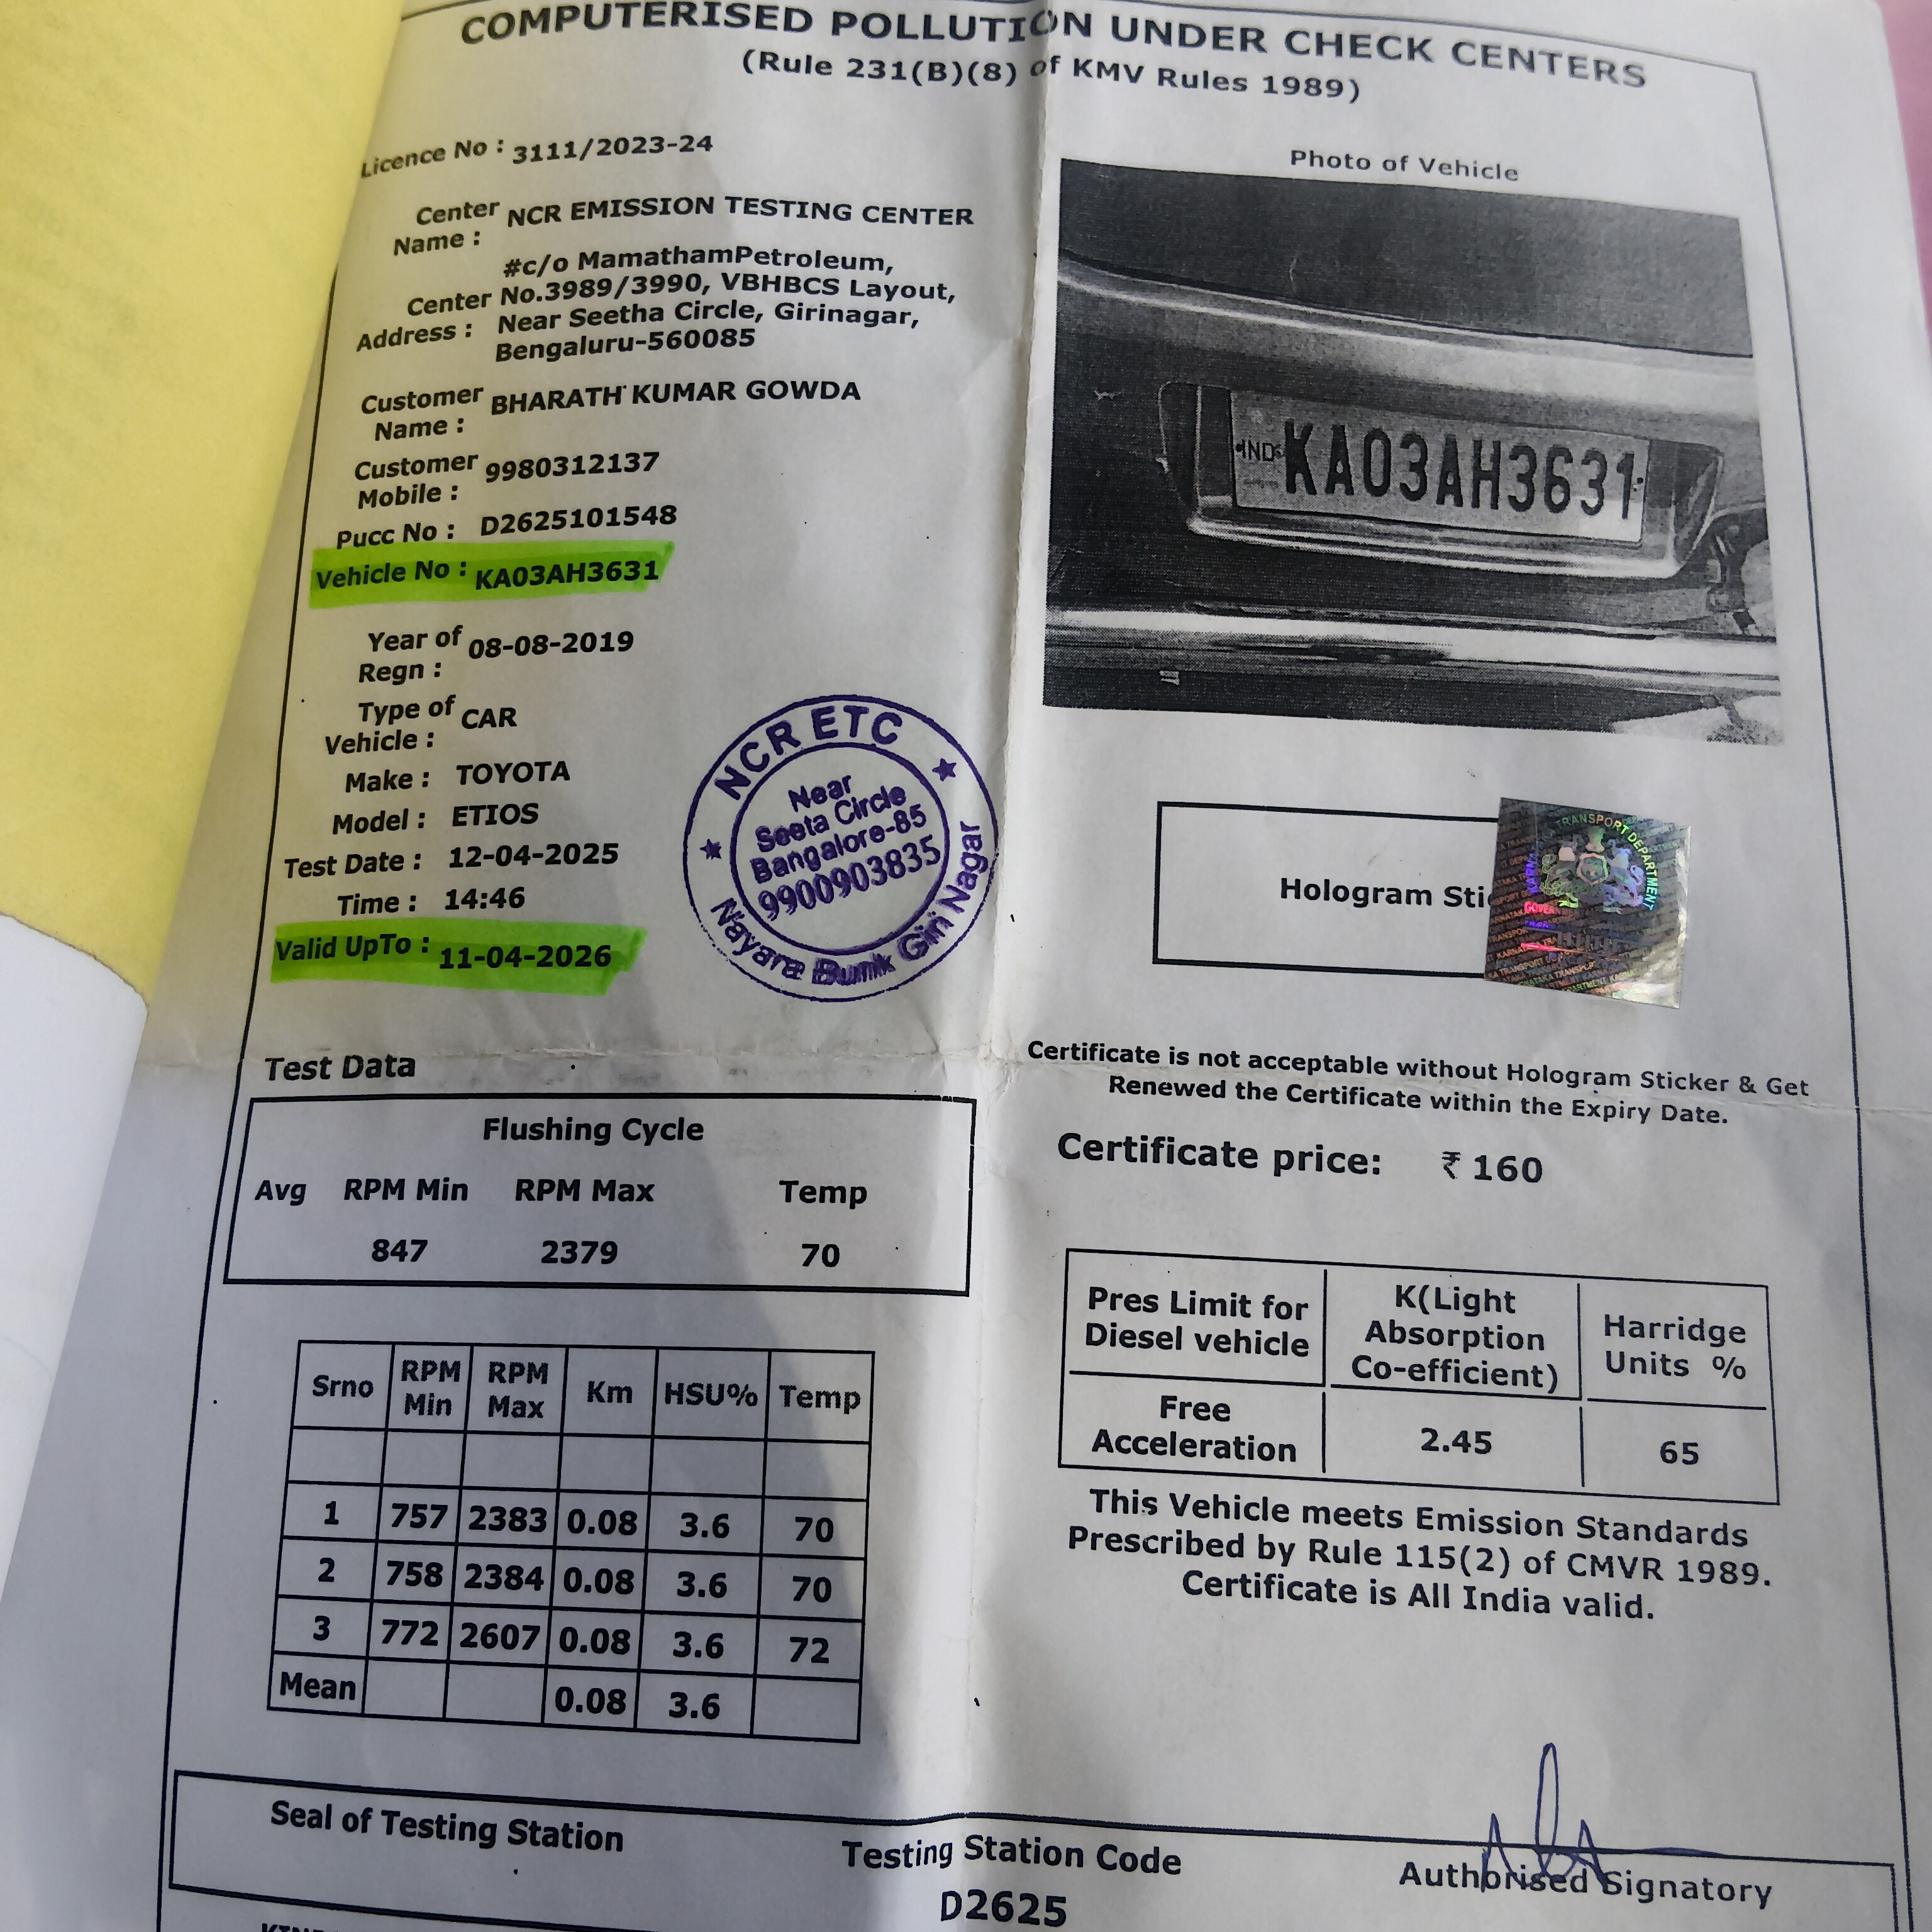 COMPUTERISED POLLUTION UNDER CHECK CENTERS
(Rule 231(B)(8) of KMV Rules 1989)
Licence No : 3111/2023-24
Center Name : NCR EMISSION TESTING CENTER
Center Address : #c/o MamathamPetroleum,
No.3989/3990, VBHBCS Layout,
Near Seetha Circle, Girinagar,
Bengaluru-560085
Customer Name : BHARATH KUMAR GOWDA
Customer Mobile : 9980312137
Pucc No : D2625101548
Vehicle No : KA03AH3631
Year of Regn : 08-08-2019
Type of Vehicle : CAR
Make : TOYOTA
Model : ETIOS
Test Date : 12-04-2025
Time : 14:46
Valid UpTo : 11-04-2026
NCR ETC
Near
Seeta Circle
Bangalore-85
9900903835
Nayara Bunk Giri Nagar
Photo of Vehicle
IND KA03AH3631
Hologram Sti
TRANSPORT DEPARTMENT
Certificate is not acceptable without Hologram Sticker & Get
Renewed the Certificate within the Expiry Date.
Certificate price: ₹ 160
Test Data
Flushing Cycle
Avg RPM Min RPM Max Temp
847 2379 70
Srno RPM Min RPM Max Km HSU% Temp
1 757 2383 0.08 3.6 70
2 758 2384 0.08 3.6 70
3 772 2607 0.08 3.6 72
Mean 0.08 3.6
Pres Limit for Diesel vehicle K(Light Absorption Co-efficient) Harridge Units %
Free Acceleration 2.45 65
This Vehicle meets Emission Standards
Prescribed by Rule 115(2) of CMVR 1989.
Certificate is All India valid.
Seal of Testing Station
Testing Station Code
D2625
Authorised Signatory